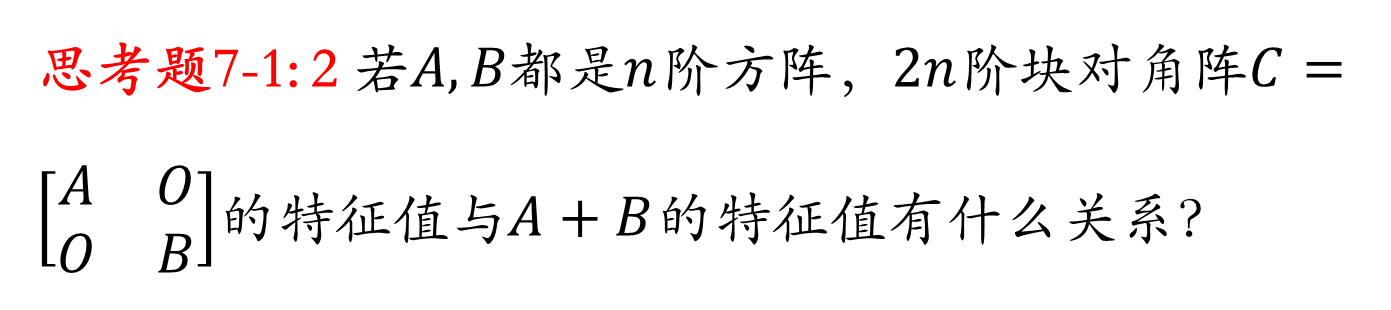 思考题7-1: 2 若A, B都是n阶方阵，2n阶块对角阵C =
[A O
O B]的特征值与A + B的特征值有什么关系?